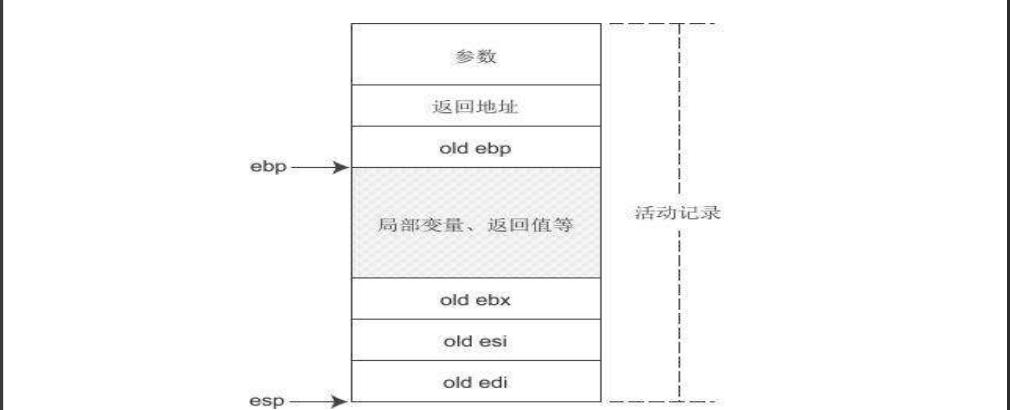 参数
返回地址
old ebp
ebp
局部变量、返回值等
活动记录
old ebx
old esi
old edi
esp